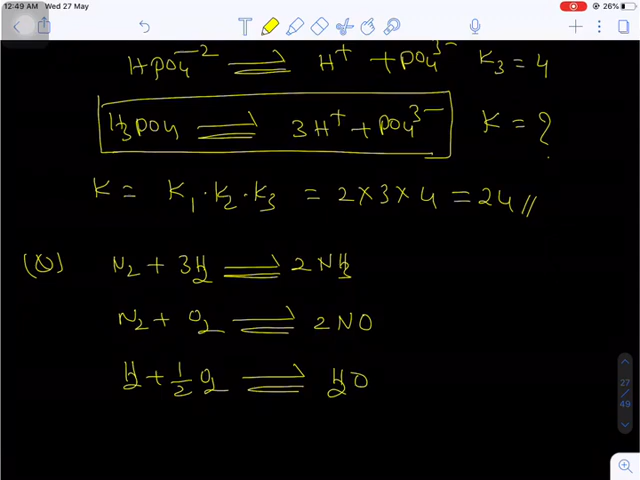 12:49 AM Wed 27 May
26%
HPO4^-2 ⇌ H^+ + PO4^3- K3 = 4
H3PO4 ⇌ 3H^+ + PO4^3- K = ?
K = K1 · K2 · K3 = 2 × 3 × 4 = 24 //
(Q) N2 + 3H2 ⇌ 2NH3
N2 + O2 ⇌ 2NO
H2 + 1/2 O2 ⇌ H2O
27
/
49